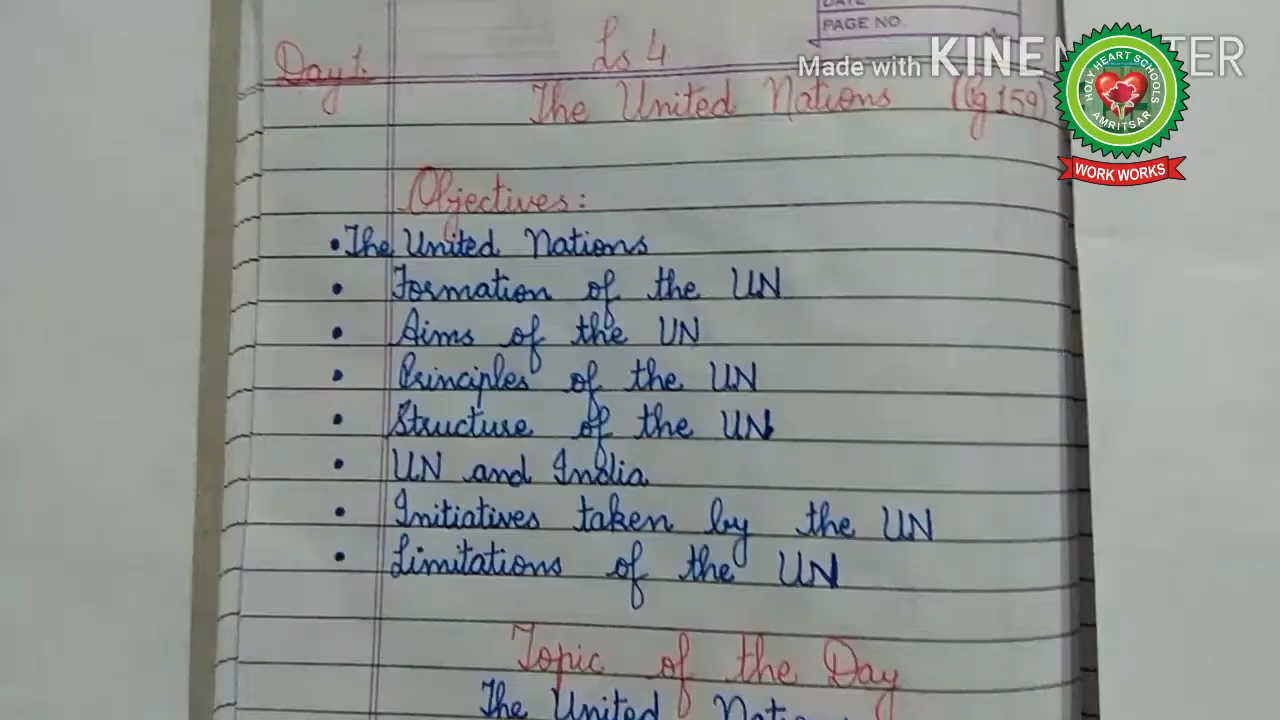 DATE
PAGE NO.
Made with KINEMASTER
HOLY HEART SCHOOLS
AMRITSAR
WORK WORKS
Day 1.
Ls 4
The United Nations (Pg 159)
Objectives:
• The United Nations
• Formation of the UN
• Aims of the UN
• Principles of the UN
• Structure of the UN
• UN and India
• Initiatives taken by the UN
• Limitations of the UN
Topic of the Day
The United Nations